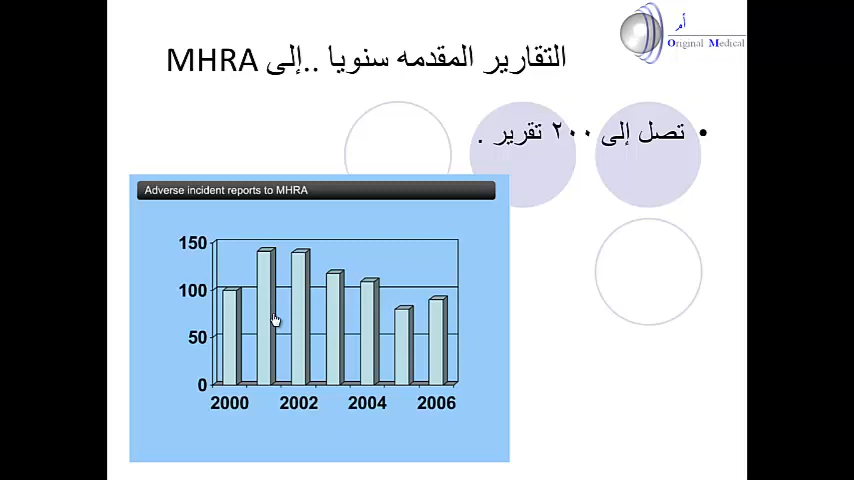 أم
Original Medical
التقارير المقدمه سنويا ..إلى MHRA
• تصل إلى ٢٠٠ تقرير .
Adverse incident reports to MHRA
150
100
50
0
2000 2002 2004 2006